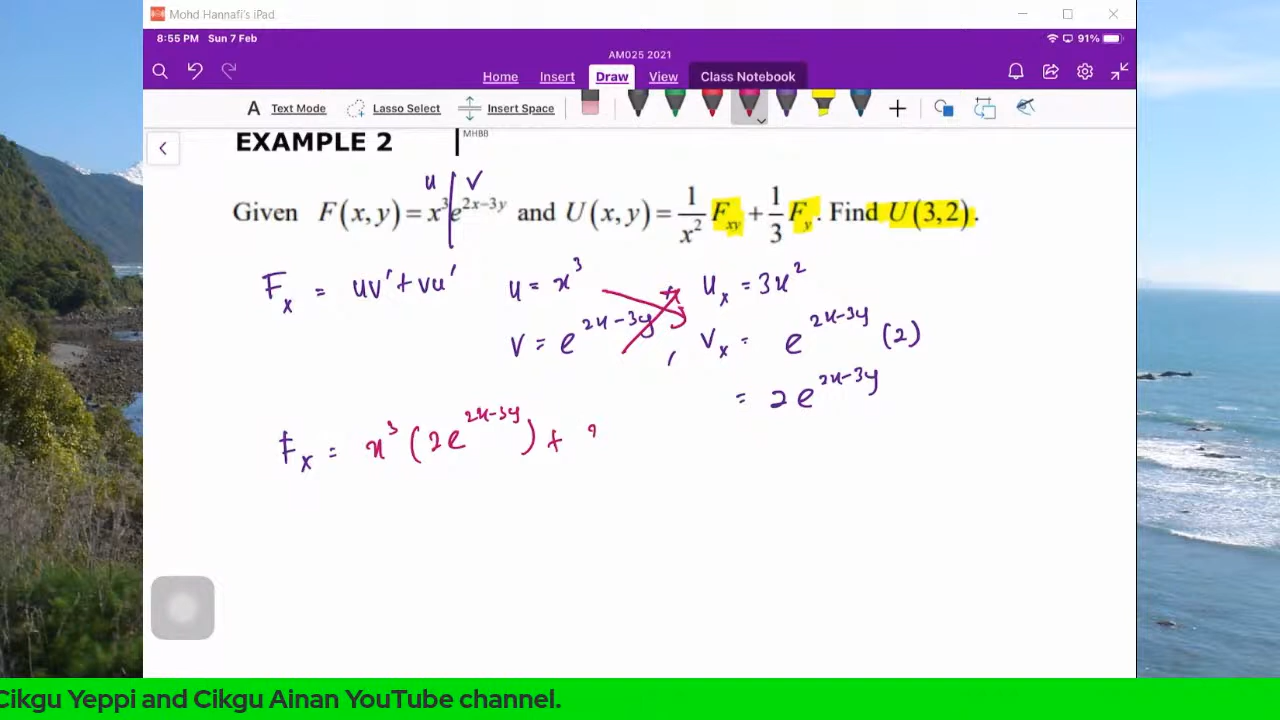 Mohd Hannafi's iPad
8:55 PM Sun 7 Feb
91%
AM025 2021
Home Insert Draw View Class Notebook
A Text Mode Lasso Select Insert Space
EXAMPLE 2 MHBB
u v
Given F(x,y) = x³e^(2x−3y) and U(x,y) = 1/x² F_xy + 1/3 F_y. Find U(3,2).
F_x = uv' + vu' u = x³ u_x = 3x²
v = e^(2x−3y), v_x = e^(2x−3y) (2)
= 2e^(2x−3y)
F_x = x³(2e^(2x−3y)) +
Cikgu Yeppi and Cikgu Ainan YouTube channel.